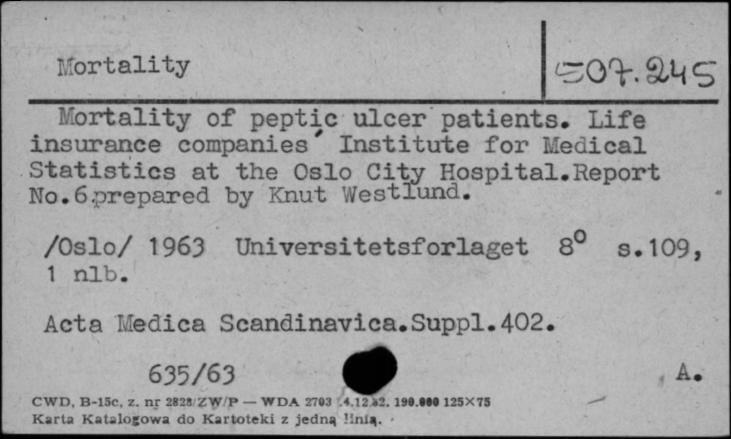 Mortality
507.245
Mortality of peptic ulcer patients. Life
insurance companies´ Institute for Medical
Statistics at the Oslo City Hospital.Report
No.6.prepared by Knut Westlund.
/Oslo/ 1963 Universitetsforlaget 8⁰ s.109,
1 nlb.
Acta Medica Scandinavica.Suppl.402.
635/63
A.
CWD, B-15c, z. nr 2828/ZW/P — WDA 2703 .4.12.62. 190.000 125×75
Karta Katalogowa do Kartoteki z jedną linią.